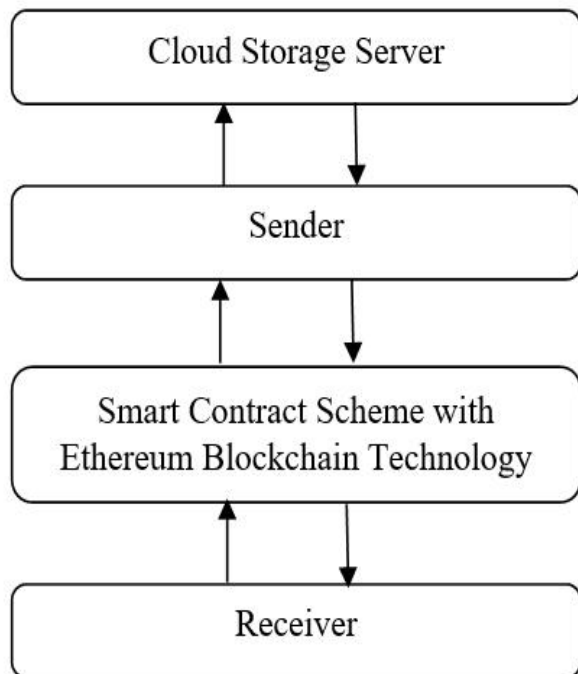 Cloud Storage Server
Sender
Smart Contract Scheme with
Ethereum Blockchain Technology
Receiver